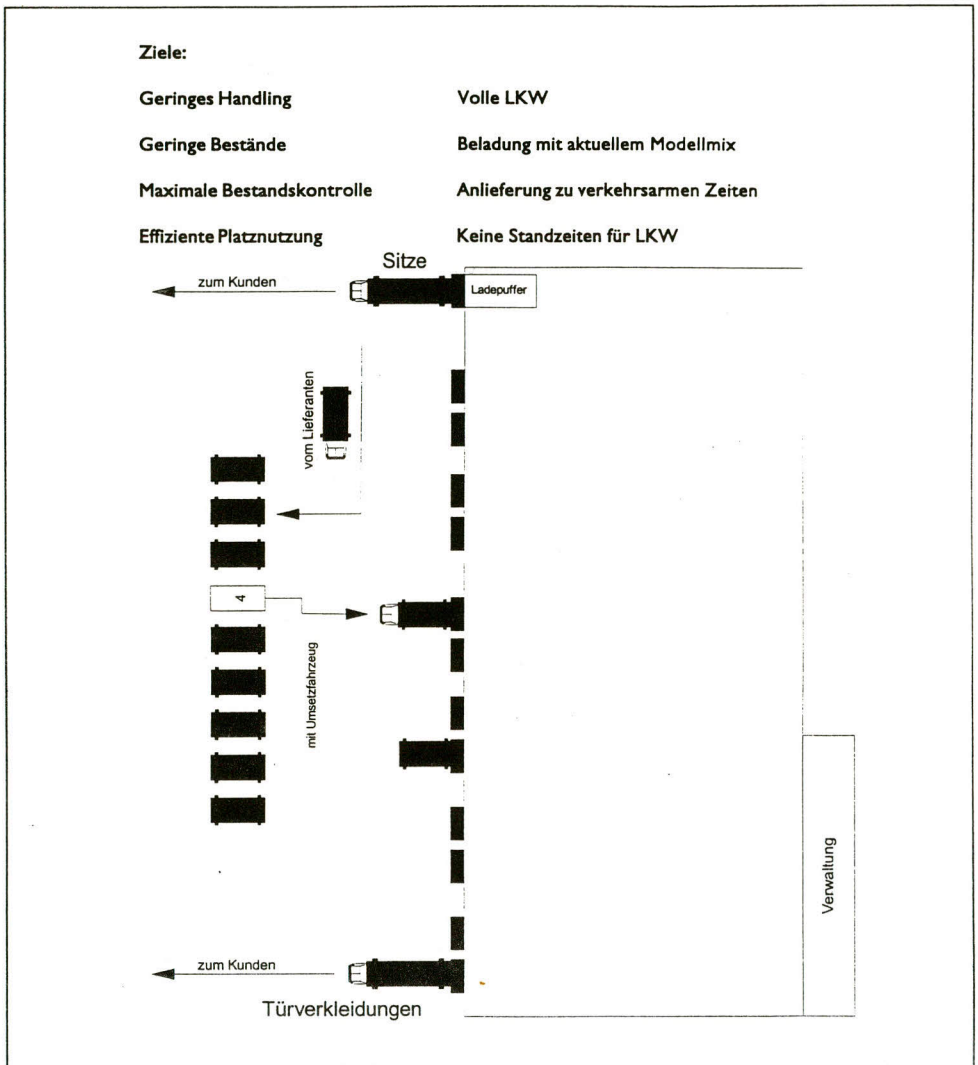 Ziele:
Geringes Handling
Volle LKW
Geringe Bestände
Beladung mit aktuellem Modellmix
Maximale Bestandskontrolle
Anlieferung zu verkehrsarmen Zeiten
Effiziente Platznutzung
Keine Standzeiten für LKW
Sitze
zum Kunden
Ladepuffer
vom Lieferanten
4
mit Umsetzfahrzeug
Verwaltung
zum Kunden
Türverkleidungen